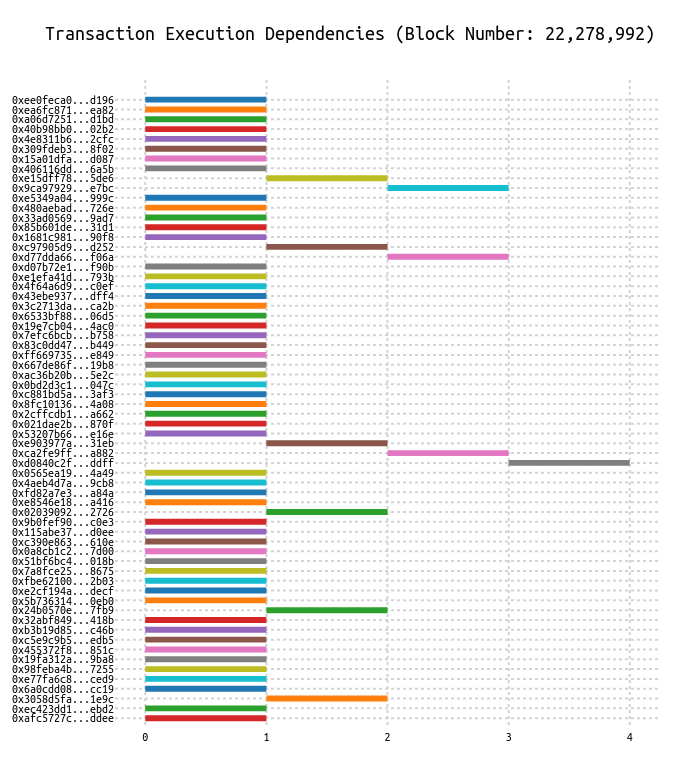 Transaction Execution Dependencies (Block Number: 22,278,992)
0xee0feca0...d196
0xea6fc871...ea82
0xa06d7251...d1bd
0x40b98bb0...02b2
0x4e8311b6...2cfc
0x309fdeb3...8f02
0x15a01dfa...d087
0x406116dd...6a5b
0xe15dff78...5de6
0x9ca97929...e7bc
0xe5349a04...999c
0x480aebad...726e
0x33ad0569...9ad7
0x85b601de...31d1
0x1681c981...90f8
0xc97905d9...d252
0xd77dda66...f06a
0xd07b72e1...f90b
0xe1efa41d...793b
0x4f64a6d9...c0ef
0x43ebe937...dff4
0x3c2713da...ca2b
0x6533bf88...06d5
0x19e7cb04...4ac0
0x7efc6bcb...b758
0x83c0dd47...b449
0xff669735...e849
0x667de86f...19b8
0xac36b20b...5e2c
0x0bd2d3c1...047c
0xc881bd5a...3af3
0x8fc10136...4a08
0x2cffcdb1...a662
0x021dae2b...870f
0x53207b66...e16e
0xe903977a...31eb
0xca2fe9ff...a882
0xd0840c2f...ddff
0x0565ea19...4a49
0x4aeb4d7a...9cb8
0xfd82a7e3...a84a
0xe8546e18...a416
0x02039092...2726
0x9b0fef90...c0e3
0x115abe37...d0ee
0xc390e863...610e
0x0a8cb1c2...7d00
0x51bf6bc4...018b
0x7a8fce25...8675
0xfbe62100...2b03
0xe2cf194a...decf
0x5b736314...0eb0
0x24b0570e...7fb9
0x32abf849...418b
0xb3b19d85...c46b
0xc5e9c9b5...edb5
0x455372f8...851c
0x19fa312a...9ba8
0x98feba4b...7255
0xe77fa6c8...ced9
0x6a0cdd08...cc19
0x3058d5fa...1e9c
0xec423dd1...ebd2
0xafc5727c...ddee
0 1 2 3 4